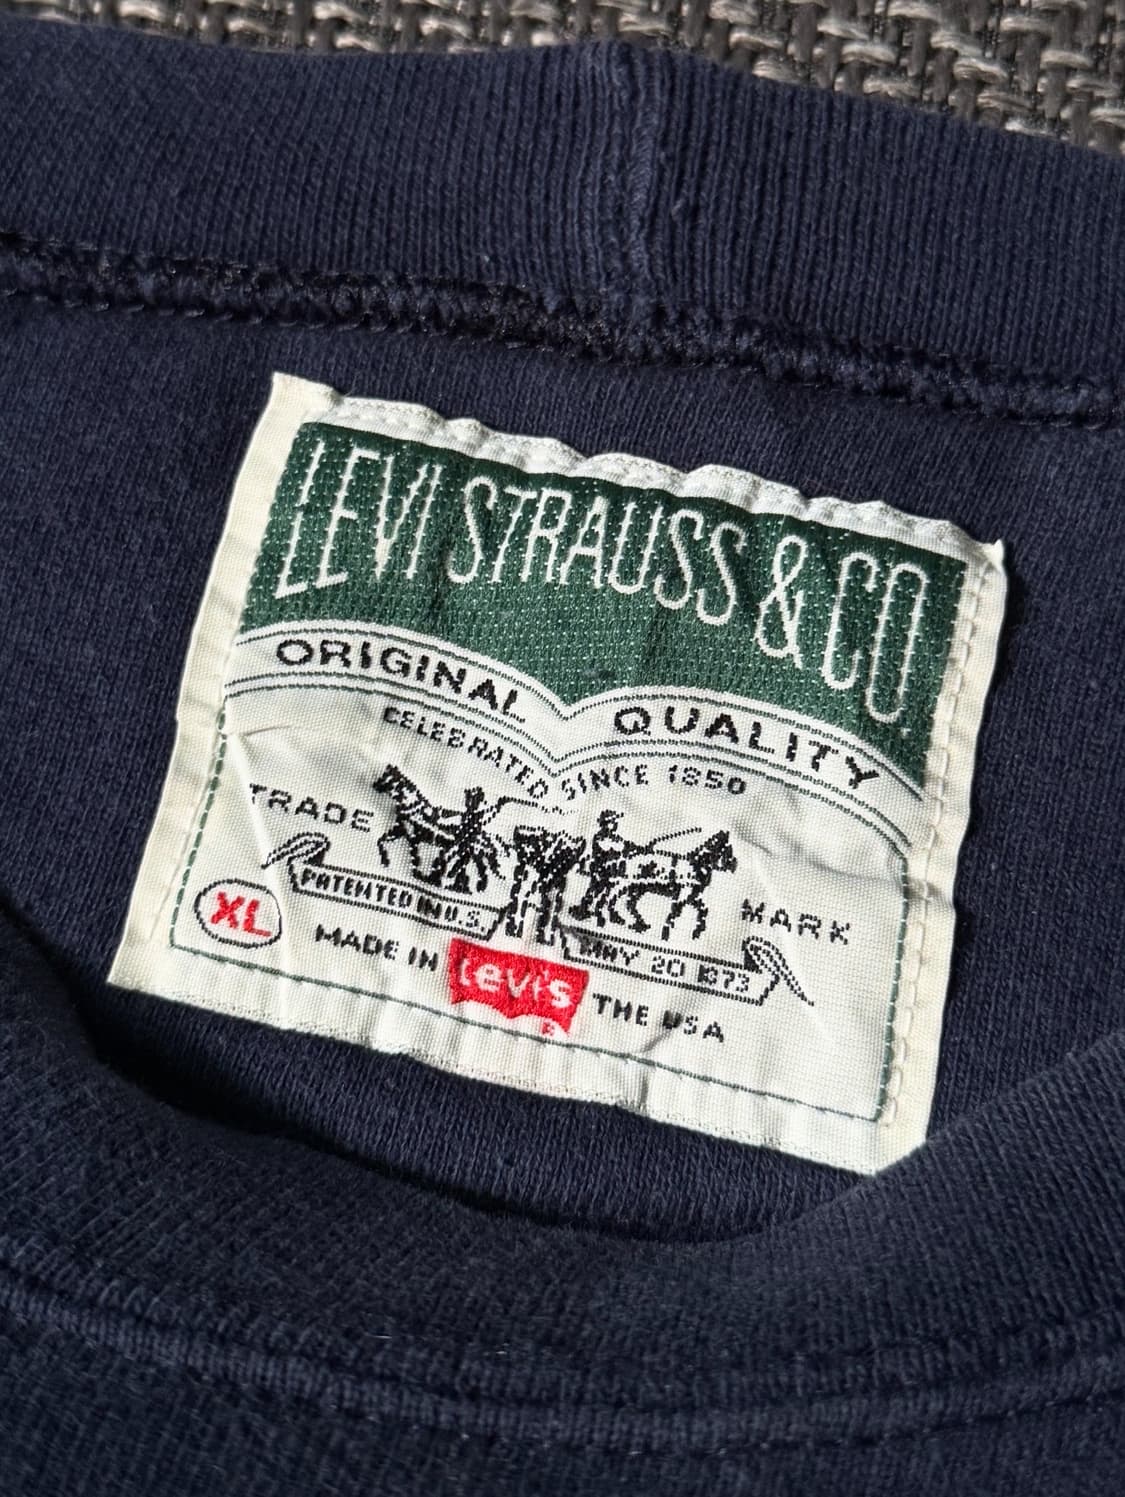 LEVI STRAUSS & CO
ORIGINAL QUALITY
CELEBRATED SINCE 1850
TRADE MARK
PATENTED IN U.S. MAY 20 1873
XL
MADE IN Levi's THE USA
R